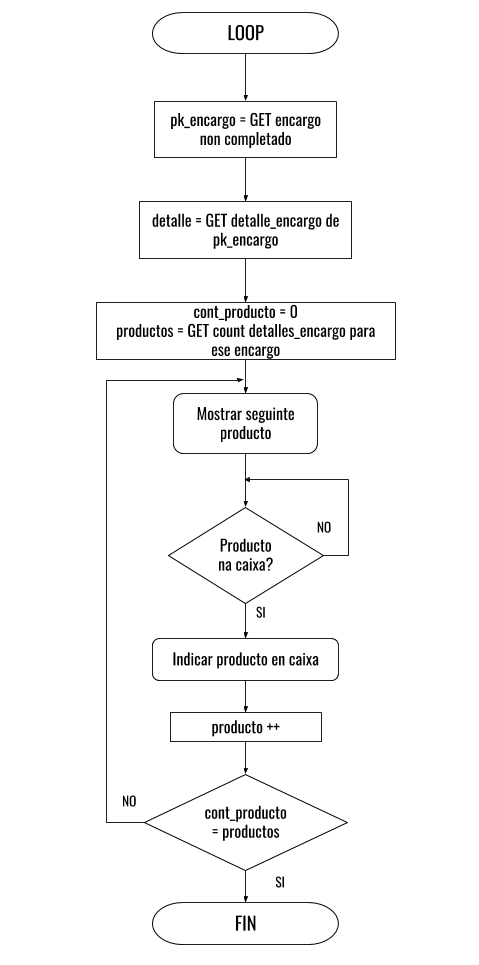 LOOP
pk_encargo = GET encargo
non completado
detalle = GET detalle_encargo de
pk_encargo
cont_producto = 0
productos = GET count detalles_encargo para
ese encargo
Mostrar seguinte
producto
NO
Producto
na caixa?
SI
Indicar producto en caixa
producto ++
NO
cont_producto
= productos
SI
FIN